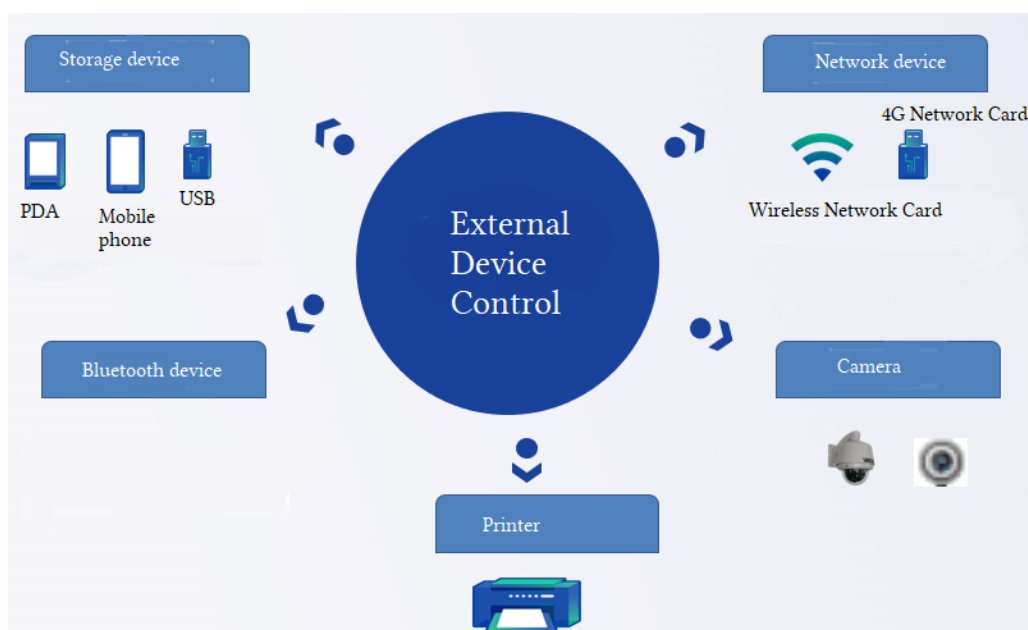 Storage device
Network device
4G Network Card
PDA
Mobile
phone
USB
Wireless Network Card
External
Device
Control
Bluetooth device
Camera
Printer